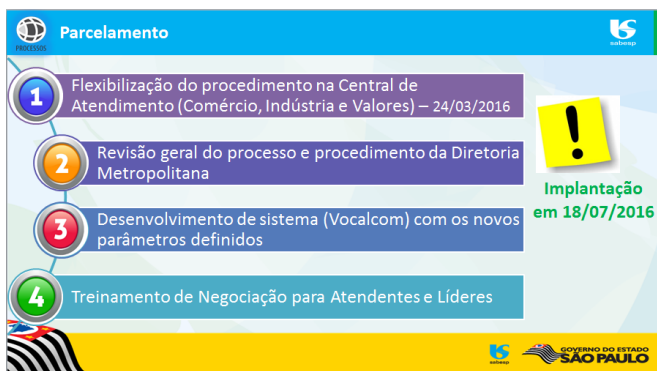 PROCESSOS
Parcelamento
sabesp
1
Flexibilização do procedimento na Central de
Atendimento (Comércio, Indústria e Valores) – 24/03/2016
2
Revisão geral do processo e procedimento da Diretoria
Metropolitana
3
Desenvolvimento de sistema (Vocalcom) com os novos
parâmetros definidos
4
Treinamento de Negociação para Atendentes e Líderes
!
Implantação
em 18/07/2016
sabesp
GOVERNO DO ESTADO
SÃO PAULO